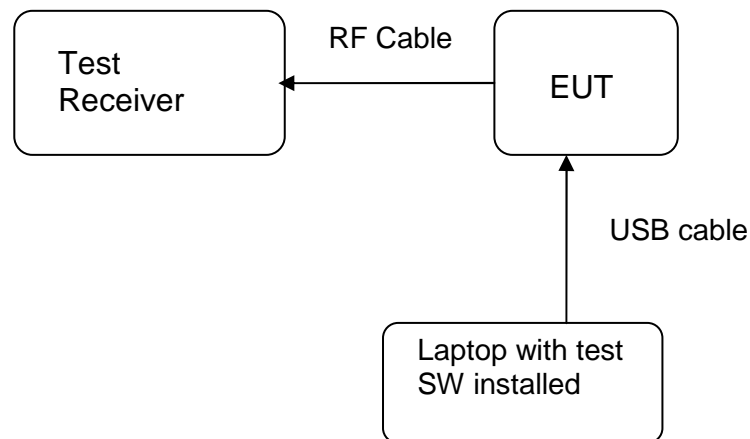 RF Cable
Test
Receiver
EUT
USB cable
Laptop with test
SW installed